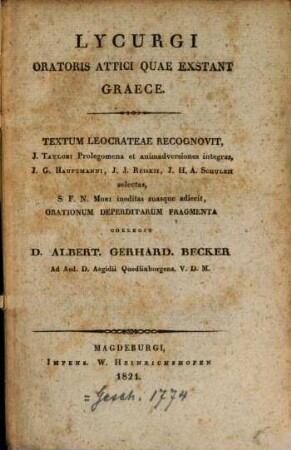 LYCURGI
ORATORIS ATTICI QUAE EXSTANT
GRAECE.
TEXTUM LEOCRATEAE RECOGNOVIT,
J. TAYLORI Prolegomena et animadversiones integras,
J. G. HAUPTMANNI, J. J. REISKII, J. H. A. SCHULZII
selectas,
S F. N. MORI ineditas suasque adiecit,
ORATIONUM DEPERDITARUM FRAGMENTA
COLLEGIT
D. ALBERT. GERHARD. BECKER
Ad Aed. D. Aegidii Quedlinburgens. V. D. M.
MAGDEBURGI,
IMPENS. W. HEINRICHSHOFEN
1821.
= Gesch. 1774